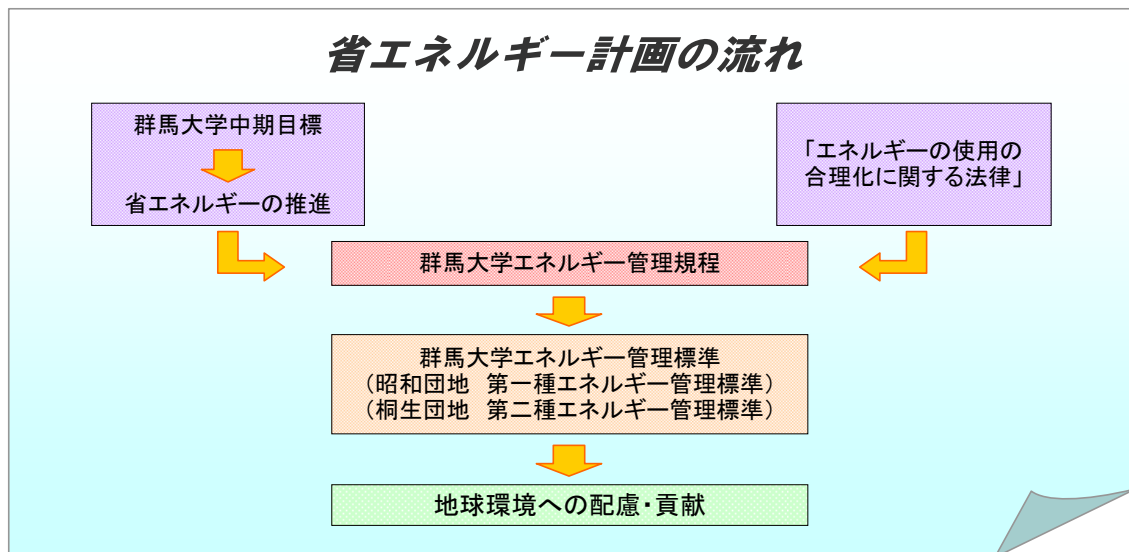 省エネルギー計画の流れ
群馬大学中期目標
省エネルギーの推進
「エネルギーの使用の
合理化に関する法律」
群馬大学エネルギー管理規程
群馬大学エネルギー管理標準
（昭和団地　第一種エネルギー管理標準）
（桐生団地　第二種エネルギー管理標準）
地球環境への配慮・貢献